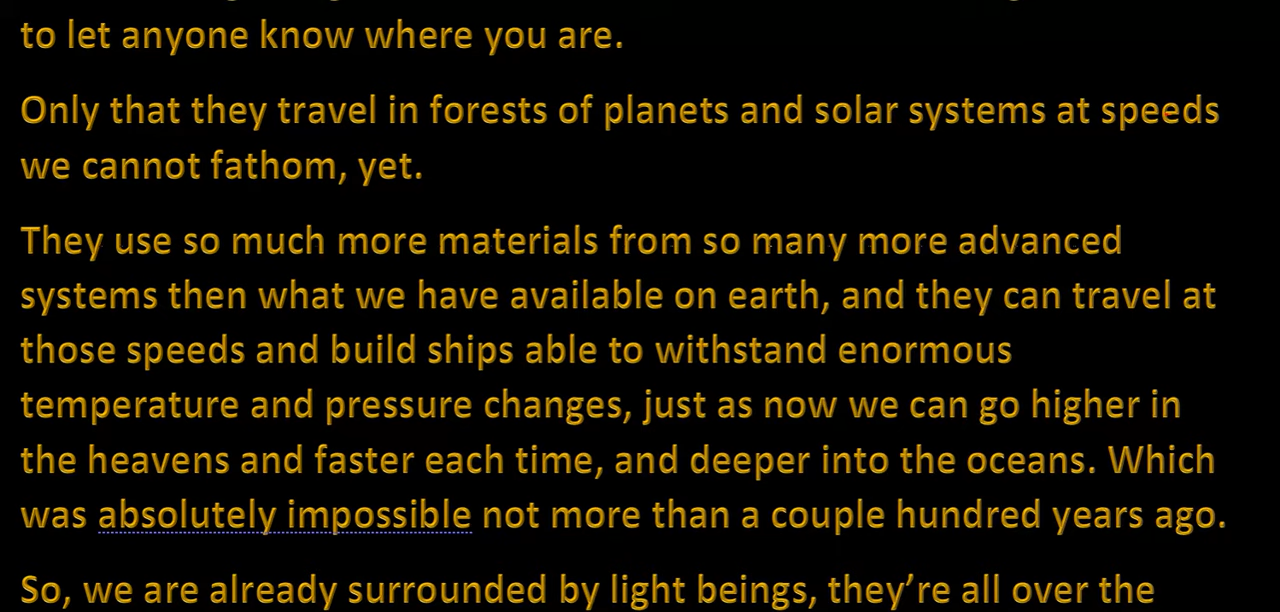 to let anyone know where you are.
Only that they travel in forests of planets and solar systems at speeds
we cannot fathom, yet.
They use so much more materials from so many more advanced
systems then what we have available on earth, and they can travel at
those speeds and build ships able to withstand enormous
temperature and pressure changes, just as now we can go higher in
the heavens and faster each time, and deeper into the oceans. Which
was absolutely impossible not more than a couple hundred years ago.
So, we are already surrounded by light beings, they’re all over the